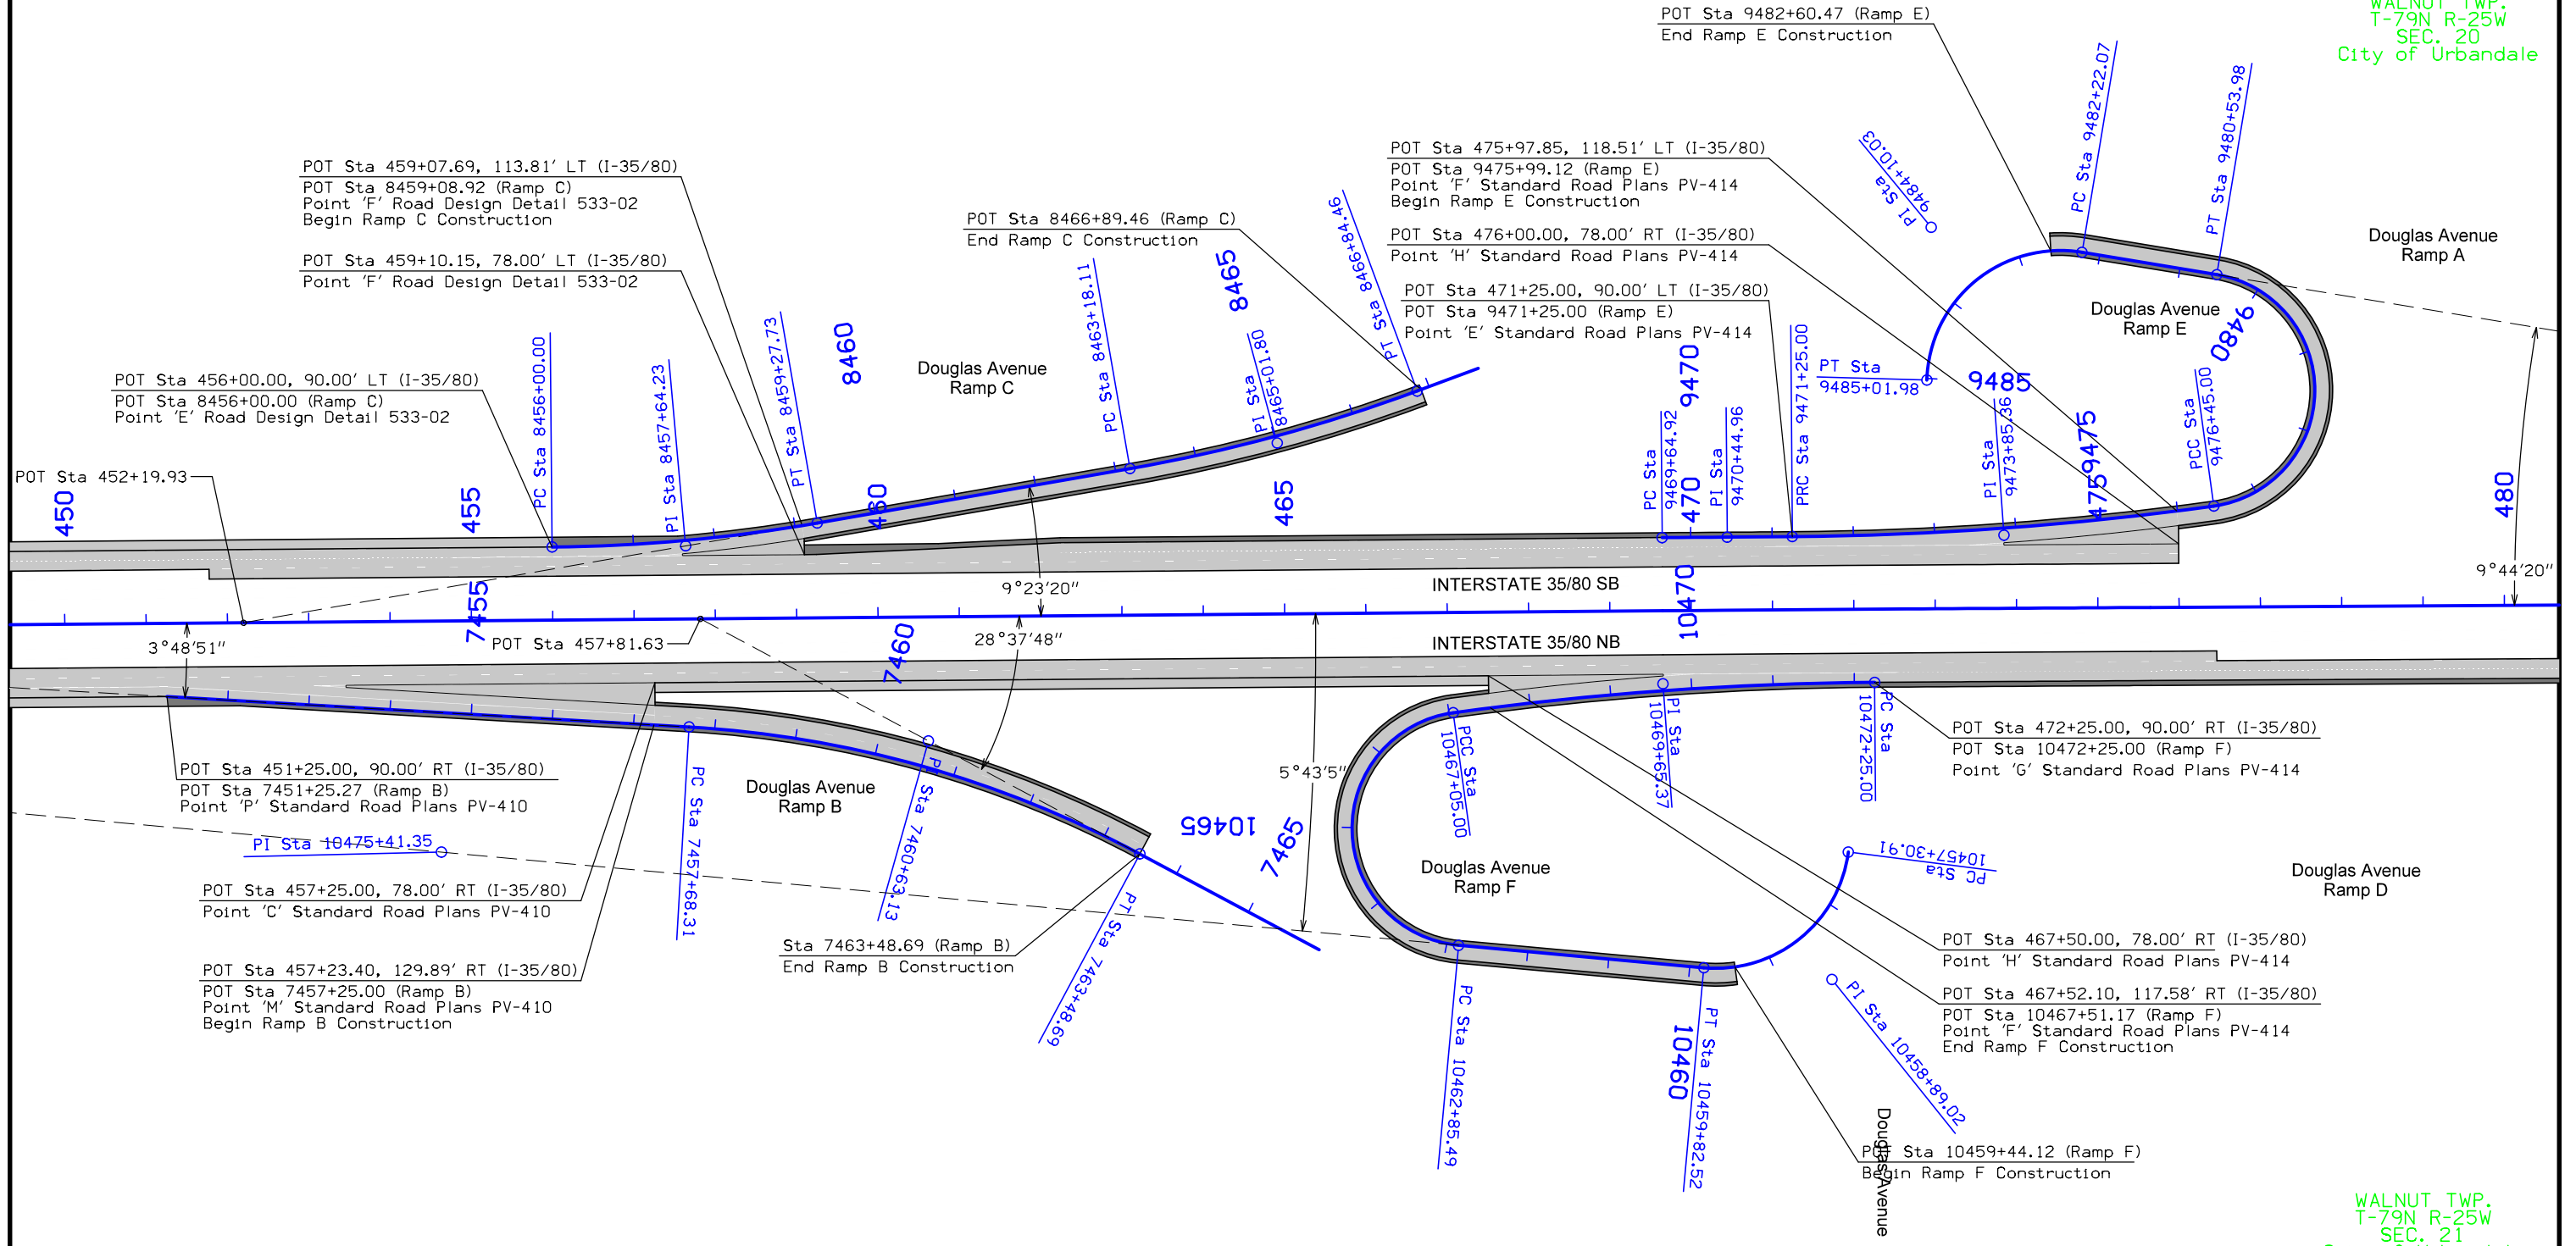 POT Sta 9482+60.47 (Ramp E)
End Ramp E Construction
WALNUT TWP.
T-79N R-25W
SEC. 20
City of Urbandale
POT Sta 459+07.69, 113.81' LT (I-35/80)
POT Sta 8459+08.92 (Ramp C)
Point 'F' Road Design Detail 533-02
Begin Ramp C Construction
POT Sta 459+10.15, 78.00' LT (I-35/80)
Point 'F' Road Design Detail 533-02
POT Sta 456+00.00, 90.00' LT (I-35/80)
POT Sta 8456+00.00 (Ramp C)
Point 'E' Road Design Detail 533-02
POT Sta 452+19.93
POT Sta 8466+89.46 (Ramp C)
End Ramp C Construction
POT Sta 475+97.85, 118.51' LT (I-35/80)
POT Sta 9475+99.12 (Ramp E)
Point 'F' Standard Road Plans PV-414
Begin Ramp E Construction
POT Sta 476+00.00, 78.00' RT (I-35/80)
Point 'H' Standard Road Plans PV-414
POT Sta 471+25.00, 90.00' LT (I-35/80)
POT Sta 9471+25.00 (Ramp E)
Point 'E' Standard Road Plans PV-414
PC Sta 8456+00.00
PI Sta 8457+64.23
PT Sta 8459+27.73
8460
Douglas Avenue
Ramp C
PC Sta 8463+18.11
8465
PI Sta
8465+01.80
PT Sta 8466+84.46
PC Sta
9469+64.92
9470
PI Sta
9470+44.96
PRC Sta 9471+25.00
PT Sta
9485+01.98
9485
PI Sta
9484+10.03
PC Sta 9482+22.07
PT Sta 9480+53.98
Douglas Avenue
Ramp A
Douglas Avenue
Ramp E
9480
PI Sta
9473+85.36
9475
PCC Sta
9476+45.00
450
455
460
465
470
475
480
9°44'20"
9°23'20"
INTERSTATE 35/80 SB
INTERSTATE 35/80 NB
3°48'51"
7455
POT Sta 457+81.63
7460
28°37'48"
10470
5°43'5"
POT Sta 451+25.00, 90.00' RT (I-35/80)
POT Sta 7451+25.27 (Ramp B)
Point 'P' Standard Road Plans PV-410
PI Sta 10475+41.35
POT Sta 457+25.00, 78.00' RT (I-35/80)
Point 'C' Standard Road Plans PV-410
POT Sta 457+23.40, 129.89' RT (I-35/80)
POT Sta 7457+25.00 (Ramp B)
Point 'M' Standard Road Plans PV-410
Begin Ramp B Construction
PC Sta 7457+68.31
Douglas Avenue
Ramp B
PI Sta 7460+63.13
Sta 7463+48.69 (Ramp B)
End Ramp B Construction
PT Sta 7463+48.69
10465
7465
PCC Sta
10467+05.00
PI Sta
10469+65.37
PC Sta
10472+25.00
Douglas Avenue
Ramp F
PC Sta
10457+30.91
POT Sta 472+25.00, 90.00' RT (I-35/80)
POT Sta 10472+25.00 (Ramp F)
Point 'G' Standard Road Plans PV-414
Douglas Avenue
Ramp D
POT Sta 467+50.00, 78.00' RT (I-35/80)
Point 'H' Standard Road Plans PV-414
POT Sta 467+52.10, 117.58' RT (I-35/80)
POT Sta 10467+51.17 (Ramp F)
Point 'F' Standard Road Plans PV-414
End Ramp F Construction
PI Sta 10458+89.02
PC Sta 10462+85.49
10460
PT Sta 10459+82.52
Douglas Avenue
POT Sta 10459+44.12 (Ramp F)
Begin Ramp F Construction
WALNUT TWP.
T-79N R-25W
SEC. 21